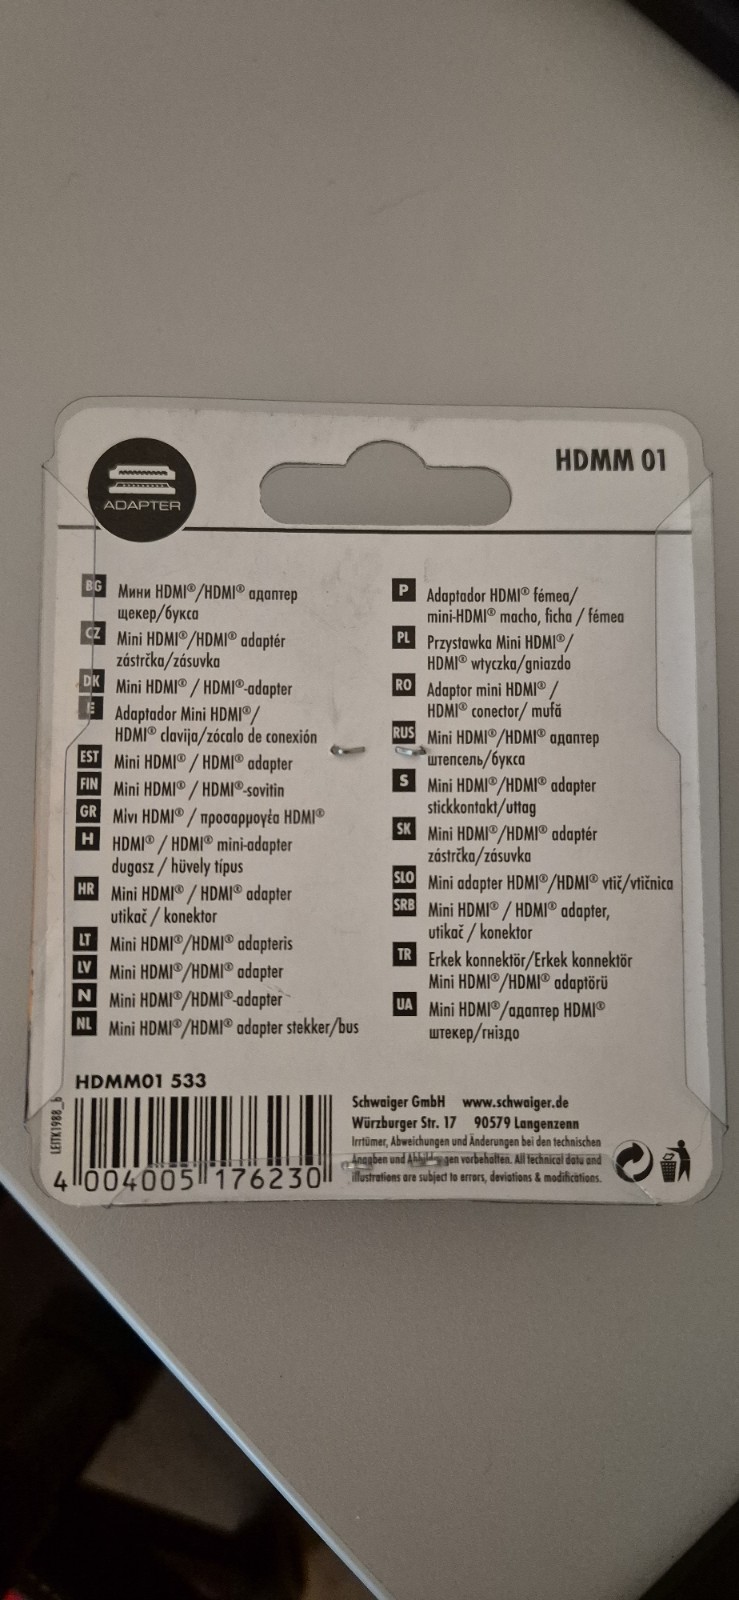 ADAPTER
HDMM 01
BG Мини HDMI®/HDMI® адаптер
щекер/букса
CZ Mini HDMI®/HDMI® adaptér
zástrčka/zásuvka
DK Mini HDMI® / HDMI®-adapter
E Adaptador Mini HDMI®/
HDMI® clavija/zócalo de conexión
EST Mini HDMI® / HDMI® adapter
FIN Mini HDMI® / HDMI®-sovitin
GR Μίνι HDMI® / προσαρμογέα HDMI®
H HDMI® / HDMI® mini-adapter
dugasz / hüvely típus
HR Mini HDMI® / HDMI® adapter
utikač / konektor
LT Mini HDMI®/HDMI® adapteris
LV Mini HDMI®/HDMI® adapter
N Mini HDMI®/HDMI®-adapter
NL Mini HDMI®/HDMI® adapter stekker/bus
P Adaptador HDMI® fémea/
mini-HDMI® macho, ficha / fémea
PL Przystawka Mini HDMI®/
HDMI® wtyczka/gniazdo
RO Adaptor mini HDMI® /
HDMI® conector/ mufă
RUS Mini HDMI®/HDMI® адаптер
штепсель/букса
S Mini HDMI®/HDMI® adapter
stickkontakt/uttag
SK Mini HDMI®/HDMI® adaptér
zástrčka/zásuvka
SLO Mini adapter HDMI®/HDMI® vtič/vtičnica
SRB Mini HDMI® / HDMI® adapter,
utikač / konektor
TR Erkek konnektör/Erkek konnektör
Mini HDMI®/HDMI® adaptörü
UA Mini HDMI®/адаптер HDMI®
штекер/гніздо
HDMM01 533
LEITK1988_6
4 004005 176230
Schwaiger GmbH www.schwaiger.de
Würzburger Str. 17 90579 Langenzenn
Irrtümer, Abweichungen und Änderungen bei den technischen
Angaben und Abbildungen vorbehalten. All technical data and
illustrations are subject to errors, deviations & modifications.